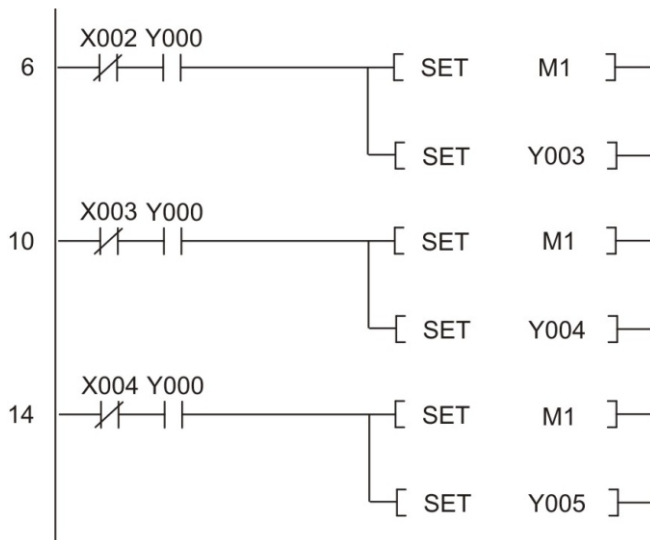 X002 Y000
6 SET M1
SET Y003
X003 Y000
10 SET M1
SET Y004
X004 Y000
14 SET M1
SET Y005